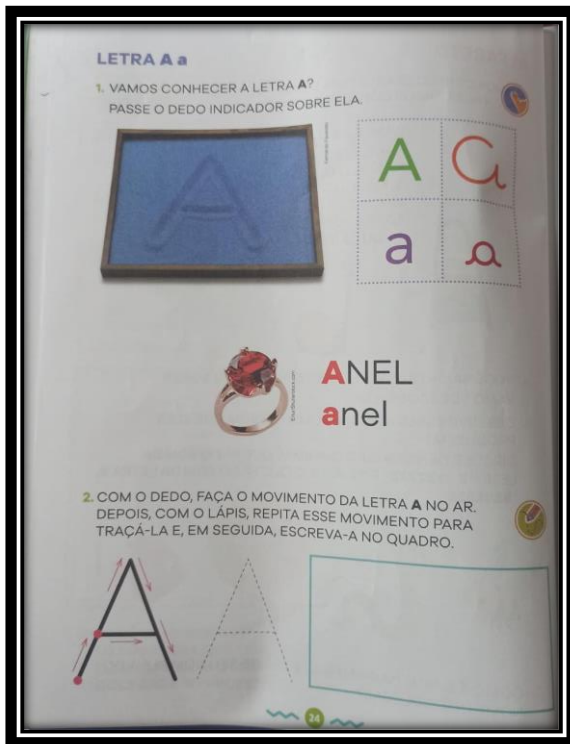 LETRA A a
1. VAMOS CONHECER A LETRA A?
PASSE O DEDO INDICADOR SOBRE ELA.
A
A A
a a
ANEL
anel
2. COM O DEDO, FAÇA O MOVIMENTO DA LETRA A NO AR.
DEPOIS, COM O LÁPIS, REPITA ESSE MOVIMENTO PARA
TRAÇÁ-LA E, EM SEGUIDA, ESCREVA-A NO QUADRO.
A A
24